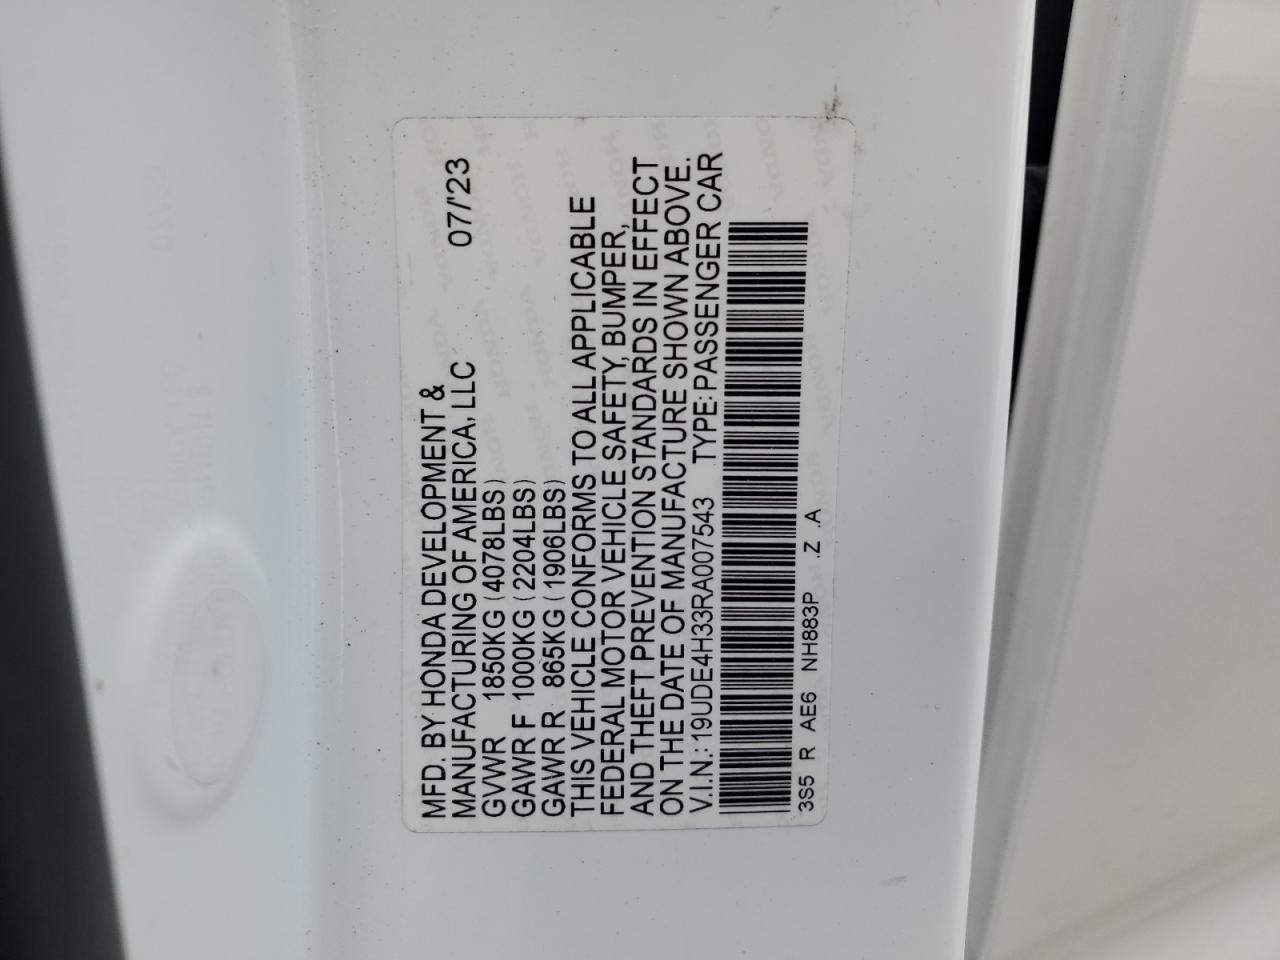 MFD. BY HONDA DEVELOPMENT &
MANUFACTURING OF AMERICA, LLC 07/'23
GVWR 1850KG (4078LBS)
GAWR F 1000KG (2204LBS)
GAWR R 865KG (1906LBS)
THIS VEHICLE CONFORMS TO ALL APPLICABLE
FEDERAL MOTOR VEHICLE SAFETY, BUMPER,
AND THEFT PREVENTION STANDARDS IN EFFECT
ON THE DATE OF MANUFACTURE SHOWN ABOVE.
V.I.N.: 19UDE4H33RA007543 TYPE: PASSENGER CAR
3S5 R AE6 NH883P .Z .A